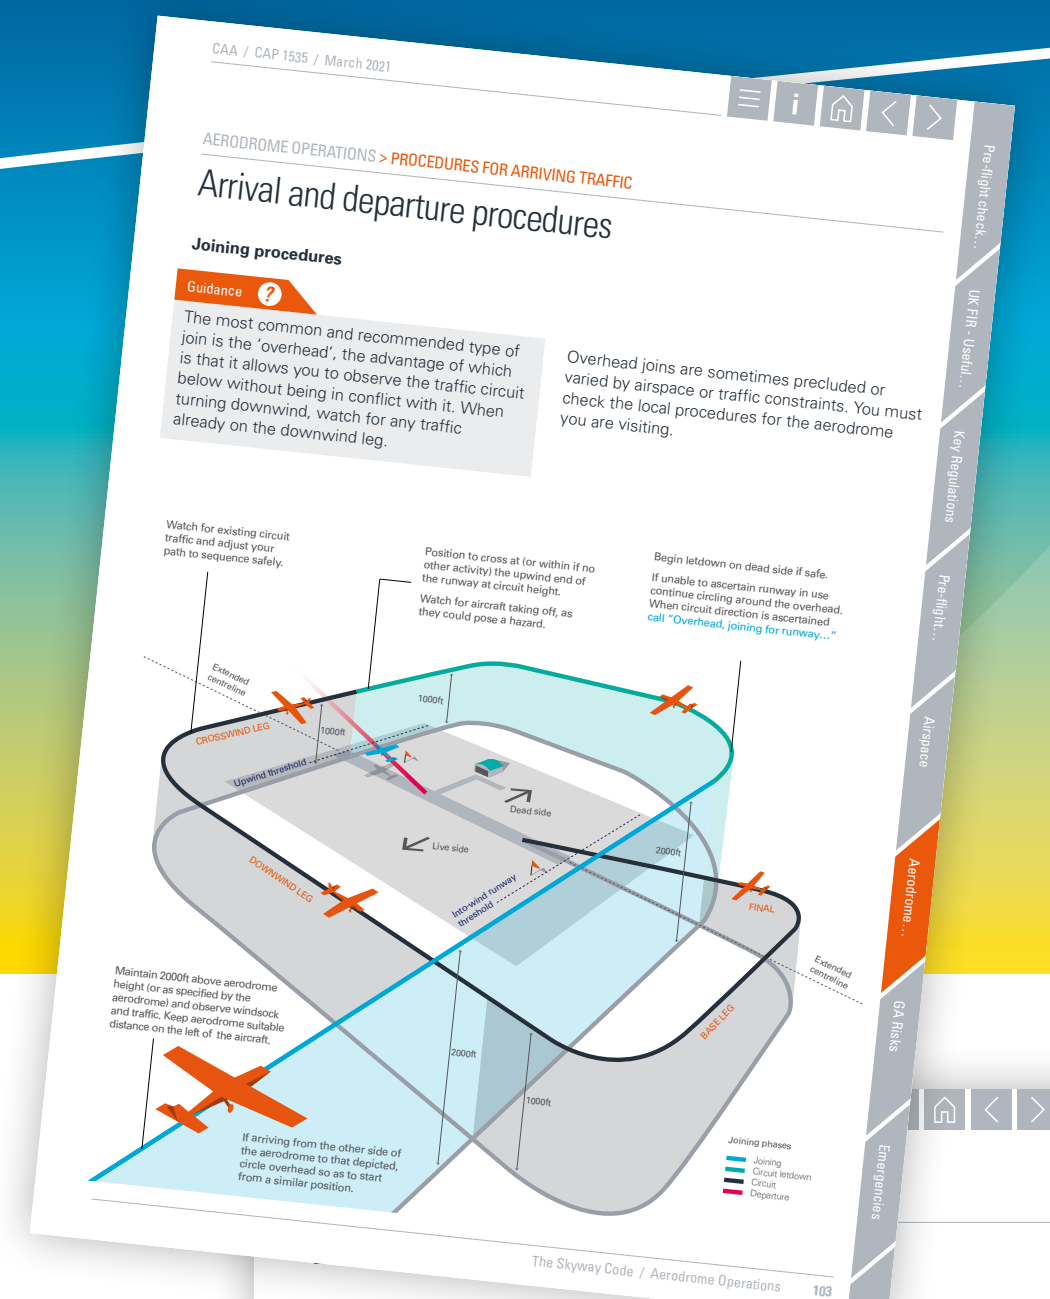 CAA / CAP 1535 / March 2021
AERODROME OPERATIONS > PROCEDURES FOR ARRIVING TRAFFIC
Arrival and departure procedures
Joining procedures
Guidance ?
The most common and recommended type of
join is the ‘overhead’, the advantage of which
is that it allows you to observe the traffic circuit
below without being in conflict with it. When
turning downwind, watch for any traffic
already on the downwind leg.
Overhead joins are sometimes precluded or
varied by airspace or traffic constraints. You must
check the local procedures for the aerodrome
you are visiting.
Watch for existing circuit
traffic and adjust your
path to sequence safely.
Position to cross at (or within if no
other activity) the upwind end of
the runway at circuit height.
Watch for aircraft taking off, as
they could pose a hazard.
Begin letdown on dead side if safe.
If unable to ascertain runway in use
continue circling around the overhead.
When circuit direction is ascertained
call “Overhead, joining for runway...”
Extended
centreline
1000ft
CROSSWIND LEG
1000ft
Upwind threshold
Dead side
Live side
2000ft
DOWNWIND LEG
Into-wind runway
threshold
FINAL
Extended
centreline
BASE LEG
Maintain 2000ft above aerodrome
height (or as specified by the
aerodrome) and observe windsock
and traffic. Keep aerodrome suitable
distance on the left of the aircraft.
2000ft
1000ft
If arriving from the other side of
the aerodrome to that depicted,
circle overhead so as to start
from a similar position.
Joining phases
Joining
Circuit letdown
Circuit
Departure
The Skyway Code / Aerodrome Operations 103
i
Pre-flight check...
UK FIR - Useful...
Key Regulations
Pre-flight...
Airspace
Aerodrome...
GA Risks
Emergencies